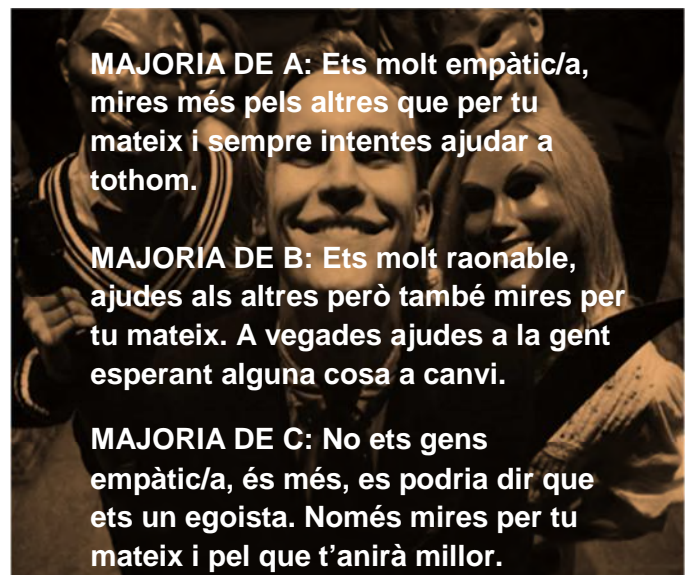 MAJORIA DE A: Ets molt empàtic/a,
mires més pels altres que per tu
mateix i sempre intentes ajudar a
tothom.
MAJORIA DE B: Ets molt raonable,
ajudes als altres però també mires per
tu mateix. A vegades ajudes a la gent
esperant alguna cosa a canvi.
MAJORIA DE C: No ets gens
empàtic/a, és més, es podria dir que
ets un egoista. Només mires per tu
mateix i pel que t’anirà millor.